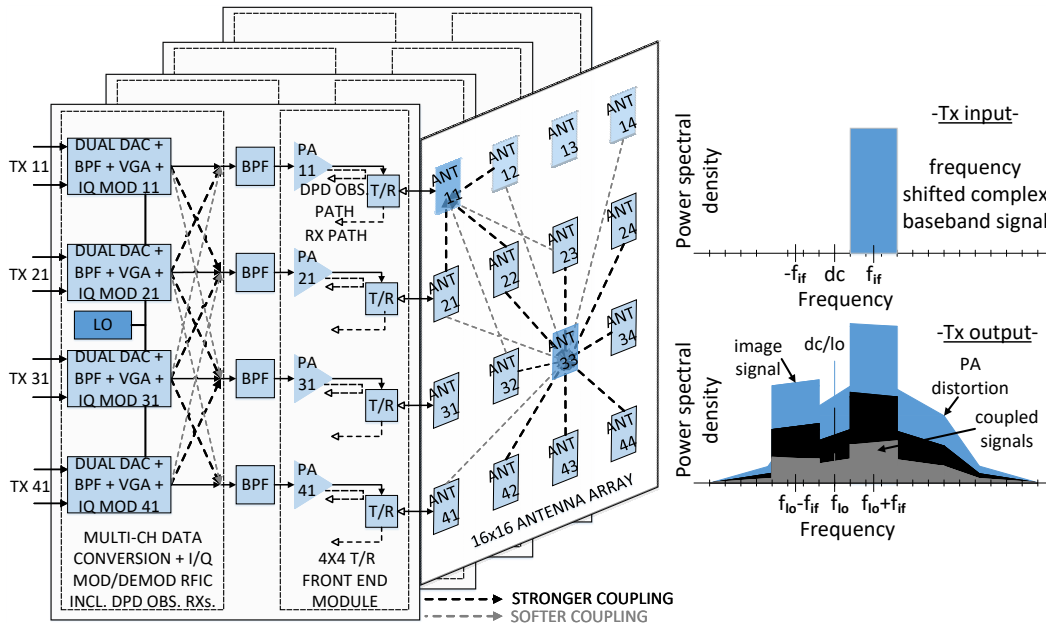 TX 11
DUAL DAC +
BPF + VGA +
IQ MOD 11
BPF
PA
11
DPD OBS.
PATH
T/R
RX PATH
TX 21
DUAL DAC +
BPF + VGA +
IQ MOD 21
BPF
PA
21
T/R
LO
TX 31
DUAL DAC +
BPF + VGA +
IQ MOD 31
BPF
PA
31
T/R
TX 41
DUAL DAC +
BPF + VGA +
IQ MOD 41
BPF
PA
41
T/R
MULTI-CH DATA
CONVERSION + I/Q
MOD/DEMOD RFIC
INCL. DPD OBS. RXs.
4X4 T/R
FRONT END
MODULE
ANT
11
ANT
12
ANT
13
ANT
14
ANT
21
ANT
22
ANT
23
ANT
24
ANT
31
ANT
32
ANT
33
ANT
34
ANT
41
ANT
42
ANT
43
ANT
44
16x16 ANTENNA ARRAY
STRONGER COUPLING
SOFTER COUPLING
Power spectral
density
-Tx input-
frequency
shifted complex
baseband signal
-fif dc fif
Frequency
Power spectral
density
-Tx output-
image
signal
dc/lo
PA
distortion
coupled
signals
flo-fif flo flo+fif
Frequency